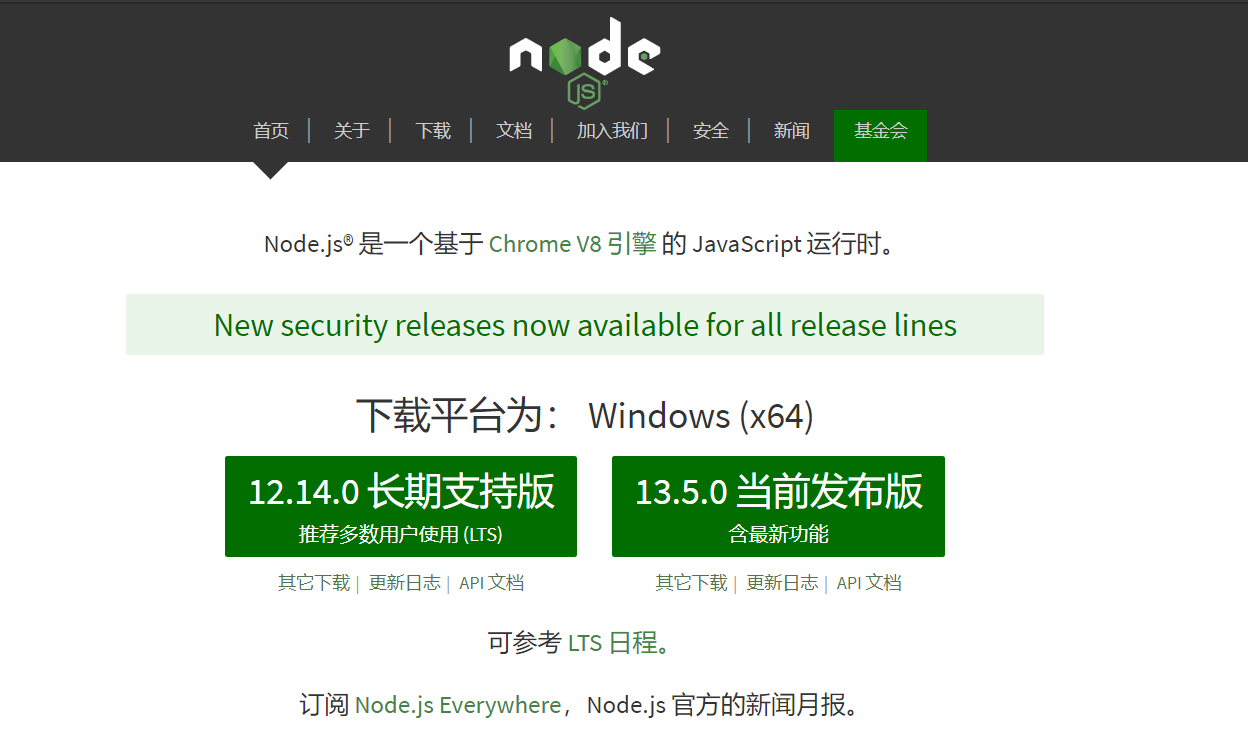 node
JS®
首页 | 关于 | 下载 | 文档 | 加入我们 | 安全 | 新闻 基金会
Node.js® 是一个基于 Chrome V8 引擎 的 JavaScript 运行时。
New security releases now available for all release lines
下载平台为： Windows (x64)
12.14.0 长期支持版
推荐多数用户使用 (LTS)
其它下载 | 更新日志 | API 文档
13.5.0 当前发布版
含最新功能
其它下载 | 更新日志 | API 文档
可参考 LTS 日程。
订阅 Node.js Everywhere，Node.js 官方的新闻月报。